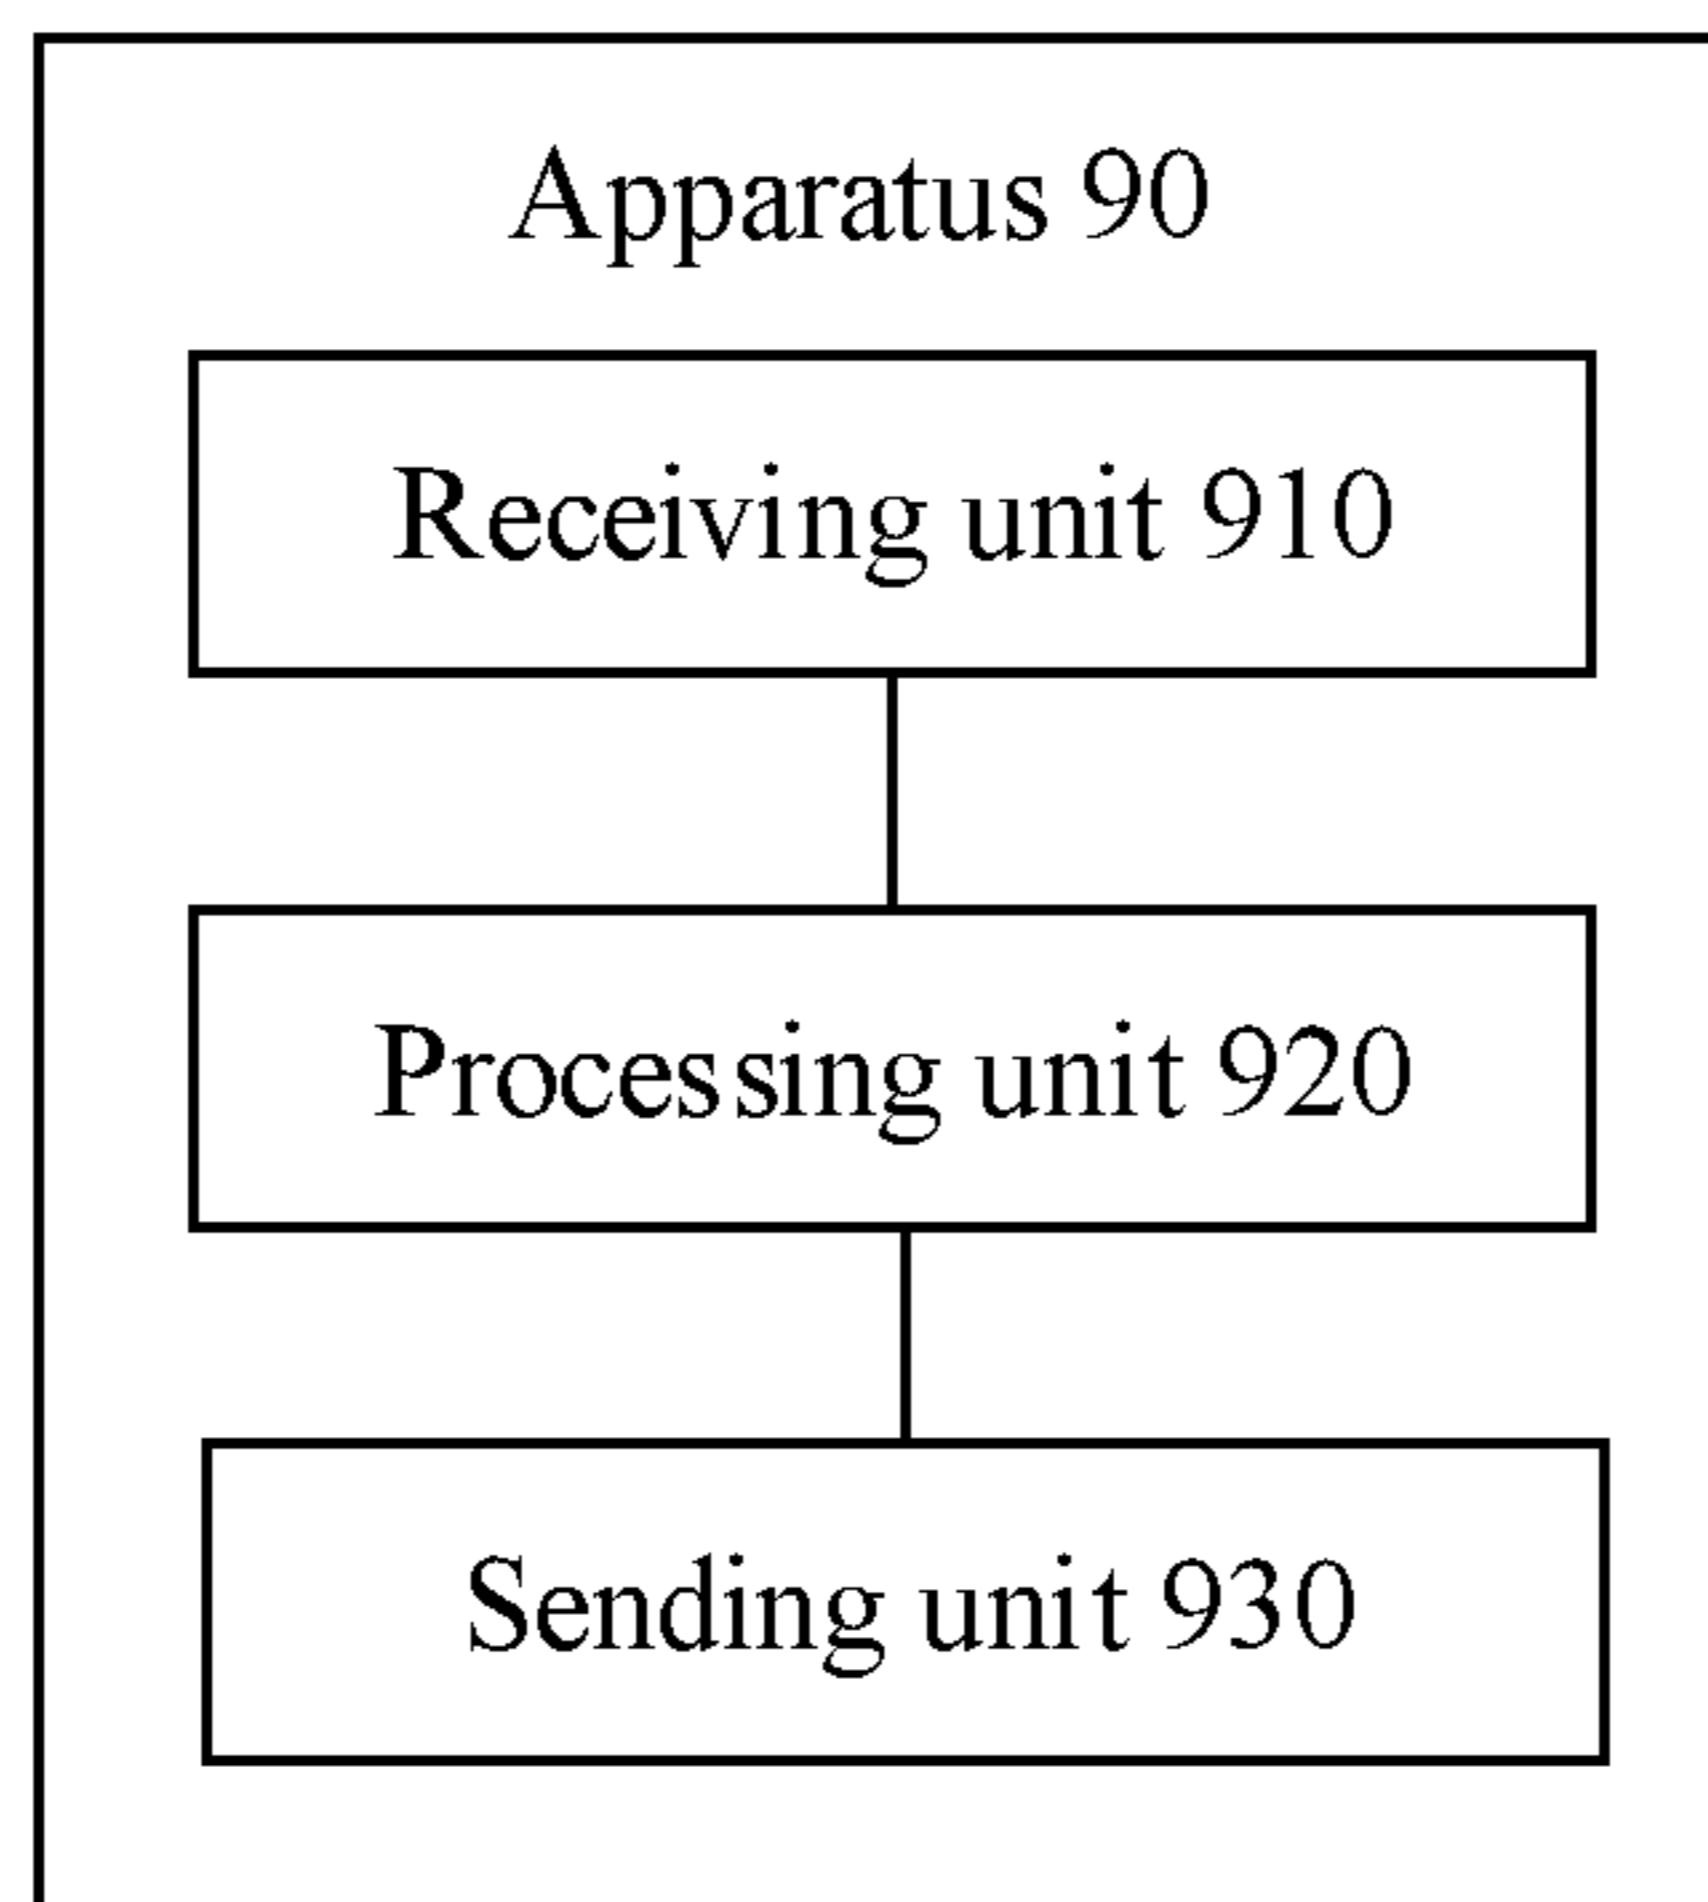 Apparatus 90
Receiving unit 910
Processing unit 920
Sending unit 930